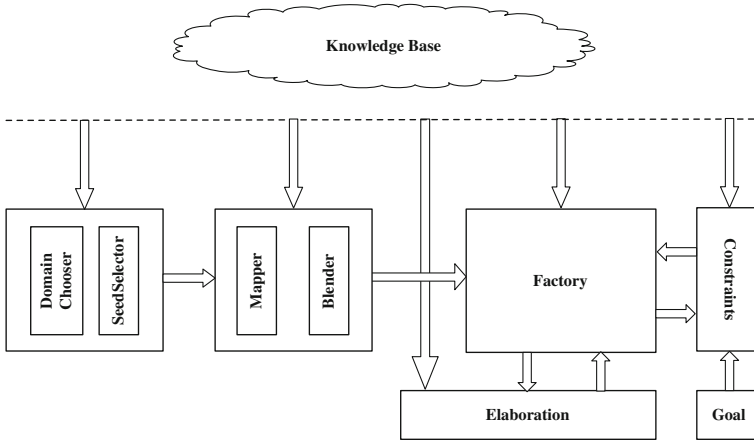 Knowledge Base
Domain
Chooser
SeedSelector
Mapper
Blender
Factory
Constraints
Elaboration
Goal